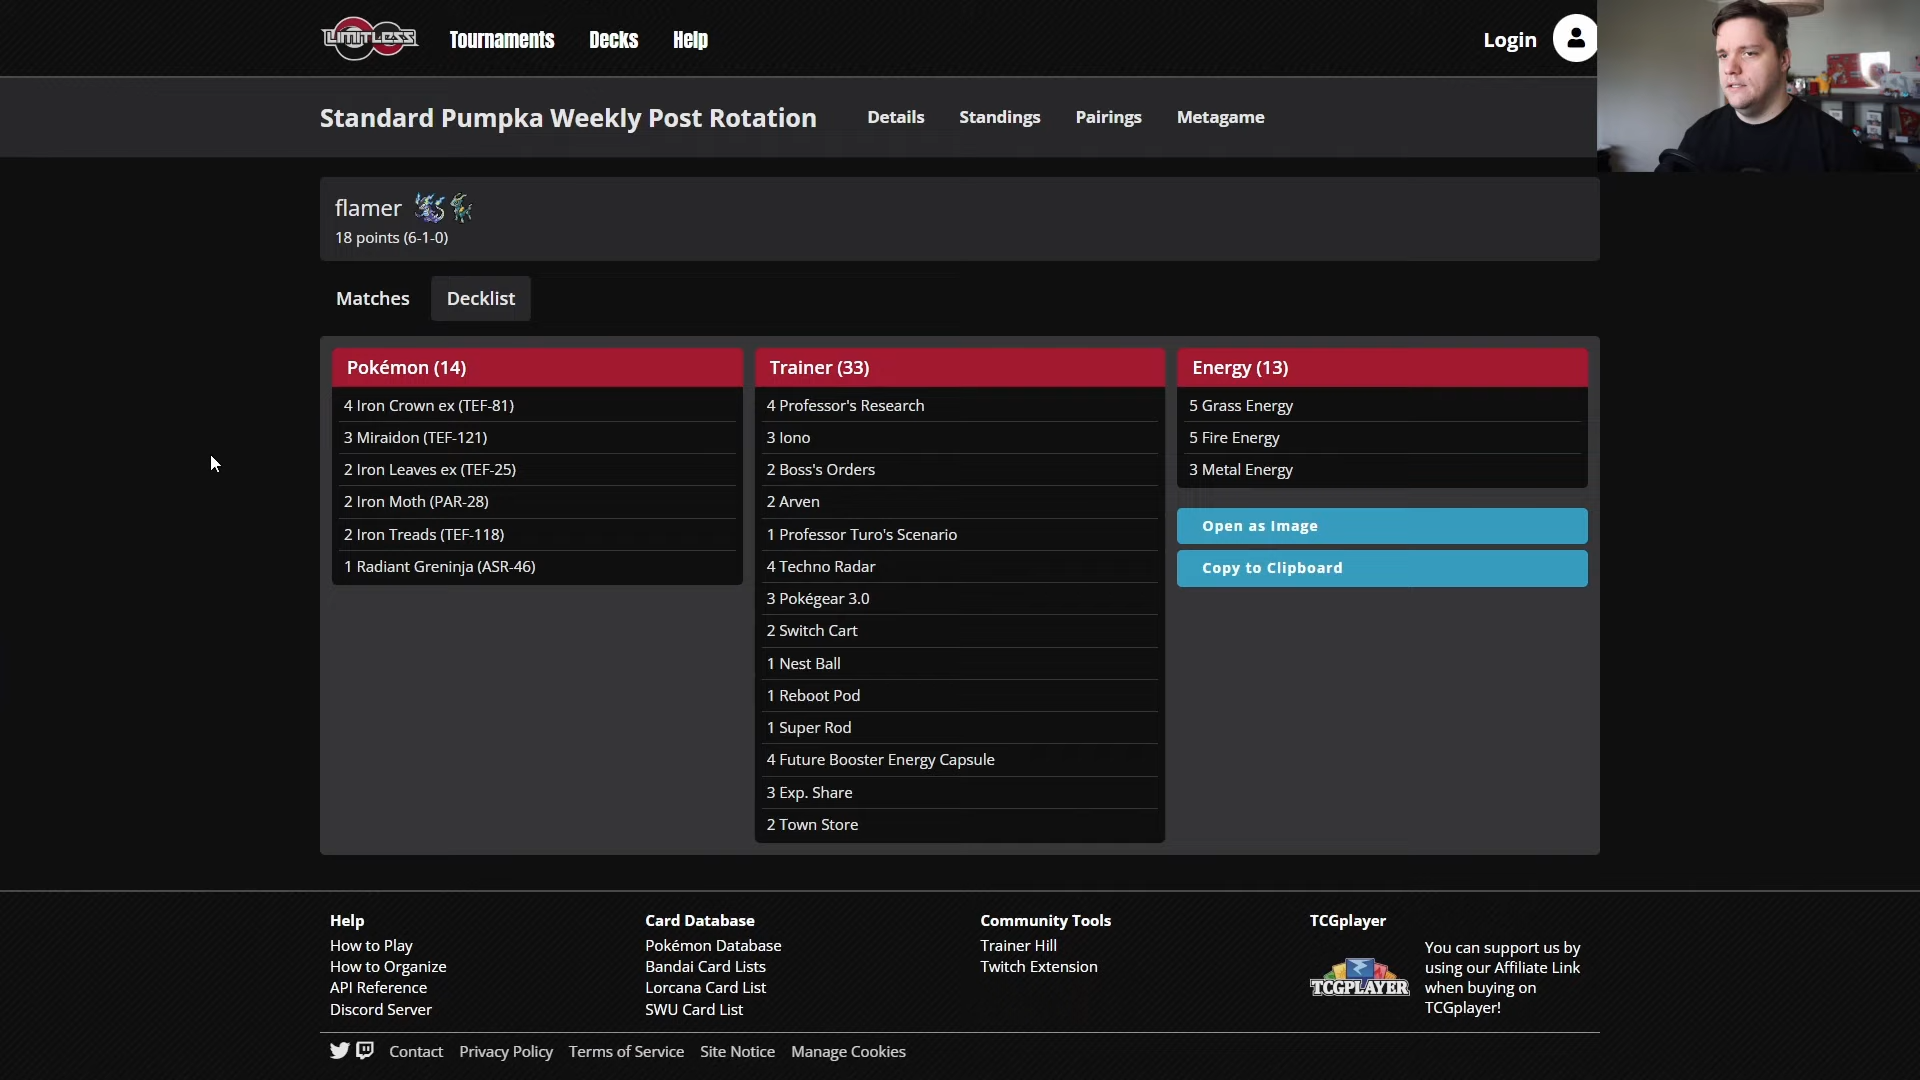 LIMITLESS
Tournaments
Decks
Help
Login
Standard Pumpka Weekly Post Rotation
Details
Standings
Pairings
Metagame
flamer
18 points (6-1-0)
Matches
Decklist
Pokémon (14)
4 Iron Crown ex (TEF-81)
3 Miraidon (TEF-121)
2 Iron Leaves ex (TEF-25)
2 Iron Moth (PAR-28)
2 Iron Treads (TEF-118)
1 Radiant Greninja (ASR-46)
Trainer (33)
4 Professor's Research
3 Iono
2 Boss's Orders
2 Arven
1 Professor Turo's Scenario
4 Techno Radar
3 Pokégear 3.0
2 Switch Cart
1 Nest Ball
1 Reboot Pod
1 Super Rod
4 Future Booster Energy Capsule
3 Exp. Share
2 Town Store
Energy (13)
5 Grass Energy
5 Fire Energy
3 Metal Energy
Open as Image
Copy to Clipboard
Help
How to Play
How to Organize
API Reference
Discord Server
Card Database
Pokémon Database
Bandai Card Lists
Lorcana Card List
SWU Card List
Community Tools
Trainer Hill
Twitch Extension
TCGplayer
TCGPLAYER
You can support us by
using our Affiliate Link
when buying on
TCGplayer!
Contact
Privacy Policy
Terms of Service
Site Notice
Manage Cookies